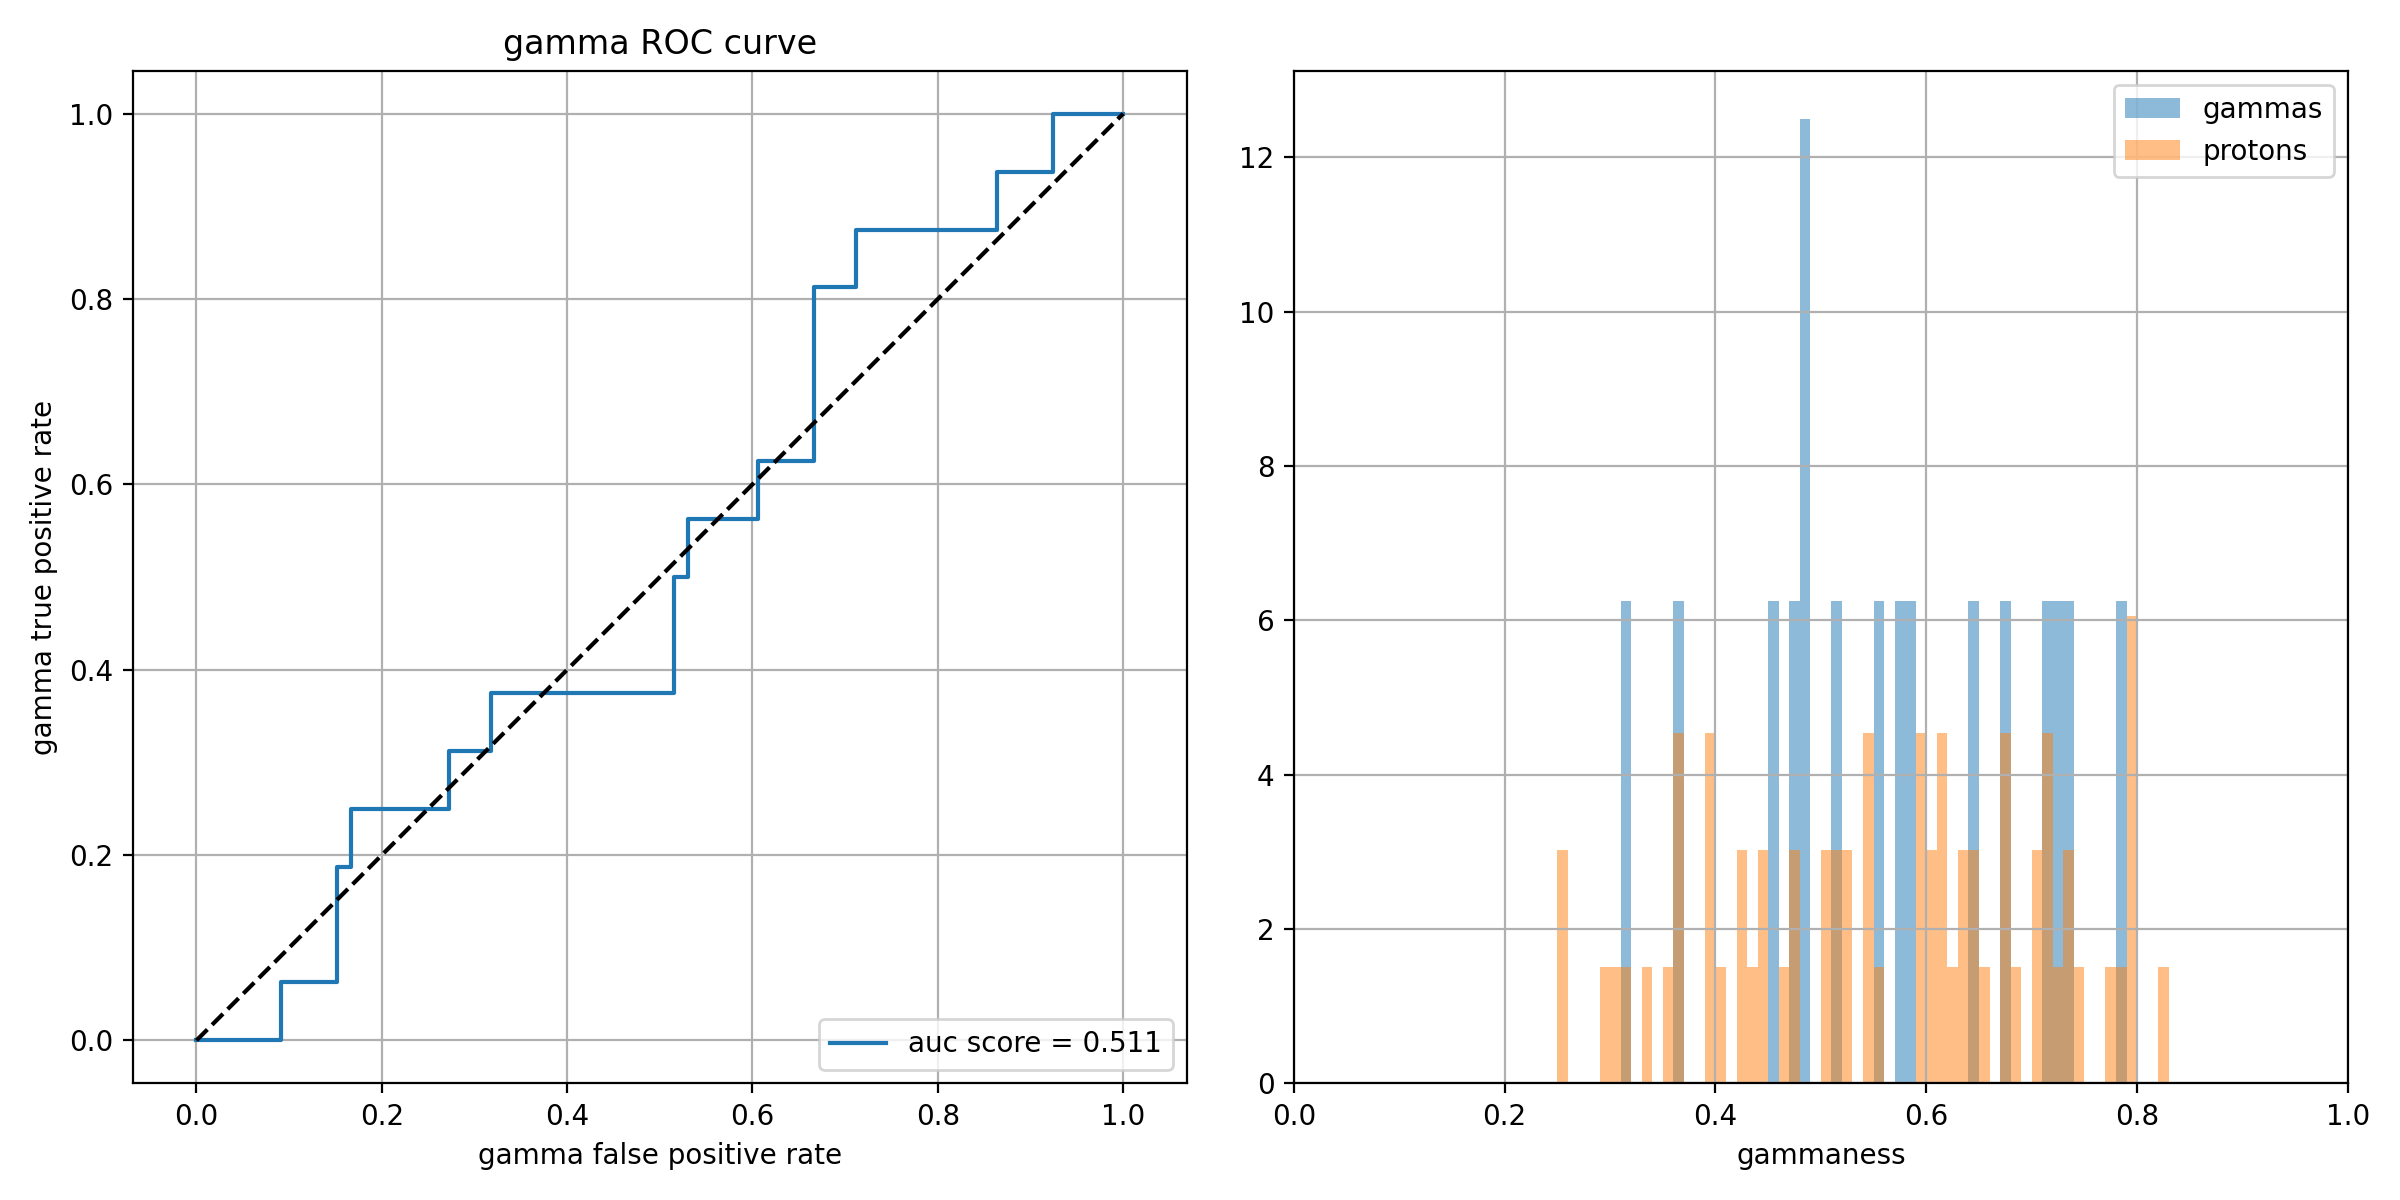 gamma ROC curve
1.0
0.8
0.6
0.4
0.2
0.0
gamma true positive rate
auc score = 0.511
0.0 0.2 0.4 0.6 0.8 1.0
gamma false positive rate
gammas
protons
12
10
8
6
4
2
0
0.0 0.2 0.4 0.6 0.8 1.0
gammaness